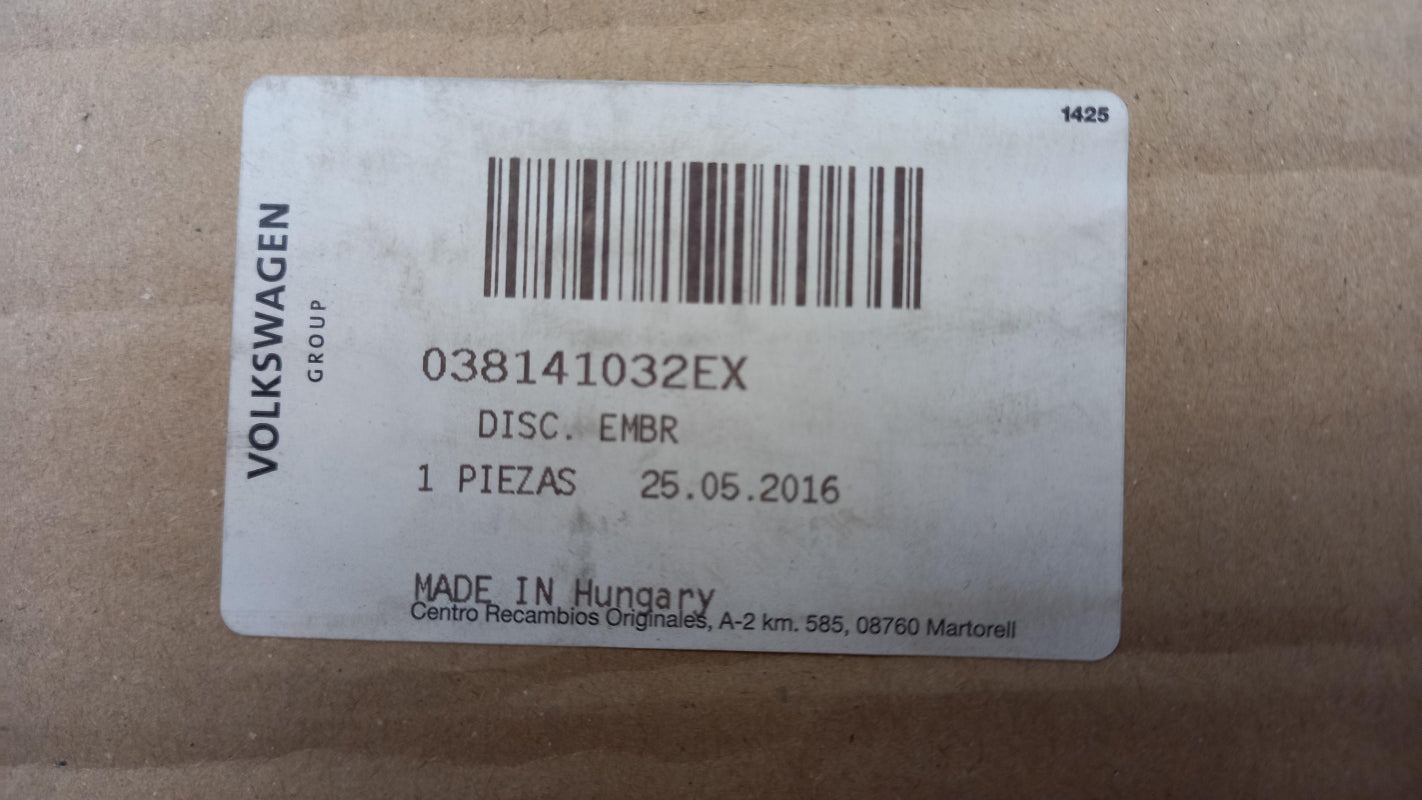 1425
VOLKSWAGEN
GROUP
038141032EX
DISC. EMBR
1 PIEZAS 25.05.2016
MADE IN Hungary
Centro Recambios Originales, A-2 km. 585, 08760 Martorell